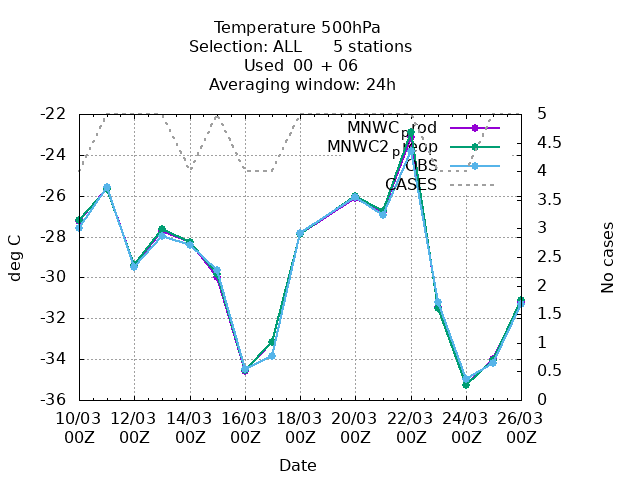 Temperature 500hPa
Selection: ALL 5 stations
Used 00 + 06
Averaging window: 24h
MNWC_prod
MNWC2_preop
OBS
CASES
deg C
-22
-24
-26
-28
-30
-32
-34
-36
No cases
5
4.5
4
3.5
3
2.5
2
1.5
1
0.5
0
10/03 12/03 14/03 16/03 18/03 20/03 22/03 24/03 26/03
00Z 00Z 00Z 00Z 00Z 00Z 00Z 00Z 00Z
Date